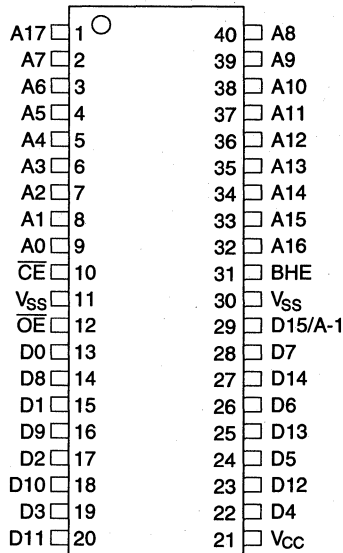 A17 1 40 A8
A7 2 39 A9
A6 3 38 A10
A5 4 37 A11
A4 5 36 A12
A3 6 35 A13
A2 7 34 A14
A1 8 33 A15
A0 9 32 A16
C̅E̅ 10 31 BHE
VSS 11 30 VSS
O̅E̅ 12 29 D15/A-1
D0 13 28 D7
D8 14 27 D14
D1 15 26 D6
D9 16 25 D13
D2 17 24 D5
D10 18 23 D12
D3 19 22 D4
D11 20 21 VCC